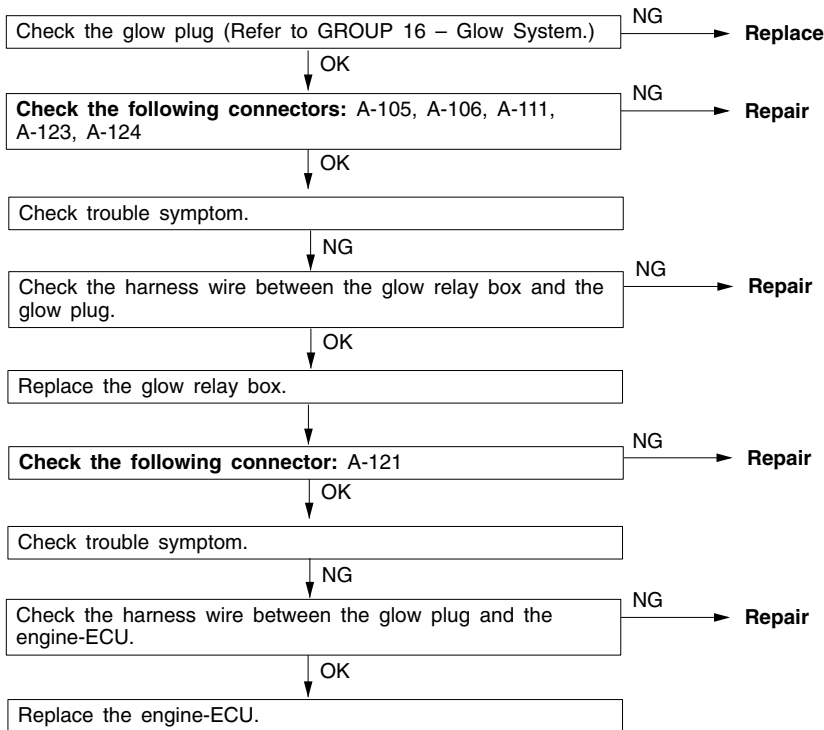 Check the glow plug (Refer to GROUP 16 – Glow System.)
NG
Replace
OK
Check the following connectors: A-105, A-106, A-111,
A-123, A-124
NG
Repair
OK
Check trouble symptom.
NG
Check the harness wire between the glow relay box and the
glow plug.
NG
Repair
OK
Replace the glow relay box.
Check the following connector: A-121
NG
Repair
OK
Check trouble symptom.
NG
Check the harness wire between the glow plug and the
engine-ECU.
NG
Repair
OK
Replace the engine-ECU.